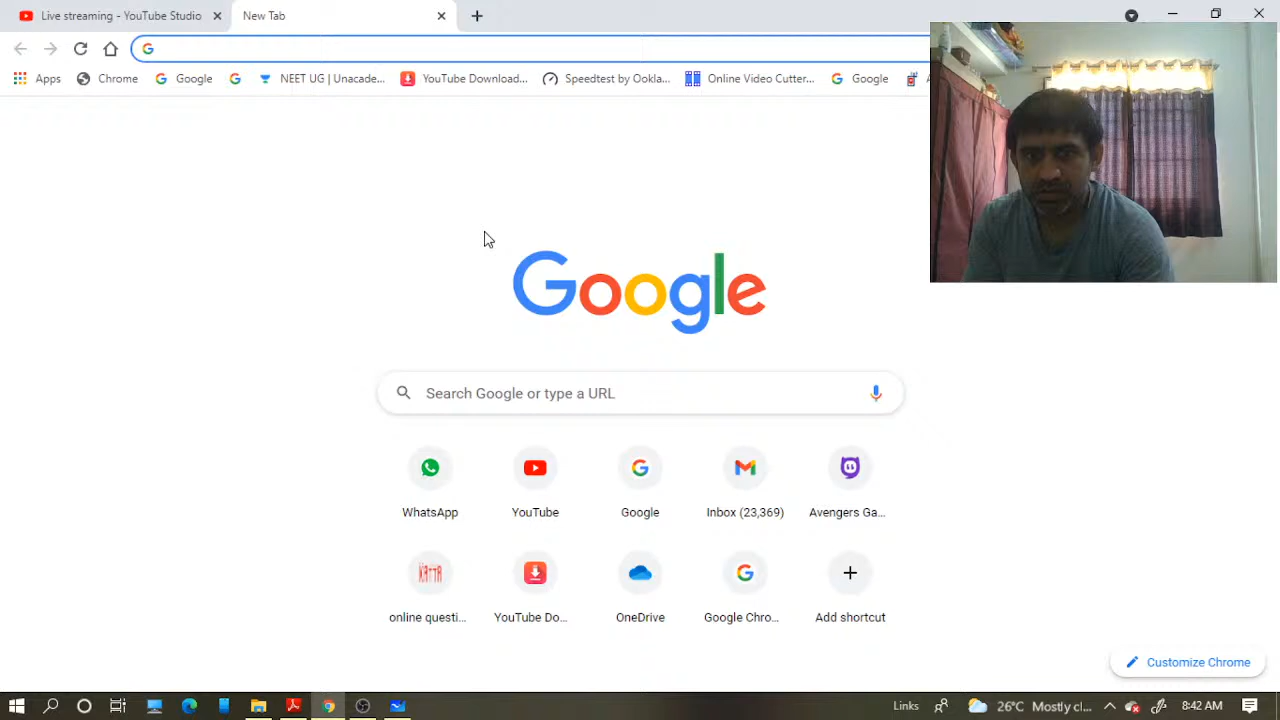 Live streaming - YouTube Studio
New Tab
Apps
Chrome
Google
NEET UG | Unacade...
YouTube Download...
Speedtest by Ookla...
Online Video Cutter...
Google
Google
Search Google or type a URL
WhatsApp
YouTube
Google
Inbox (23,369)
Avengers Ga...
online questi...
YouTube Do...
OneDrive
Google Chro...
Add shortcut
Customize Chrome
Links
26°C Mostly cl...
8:42 AM